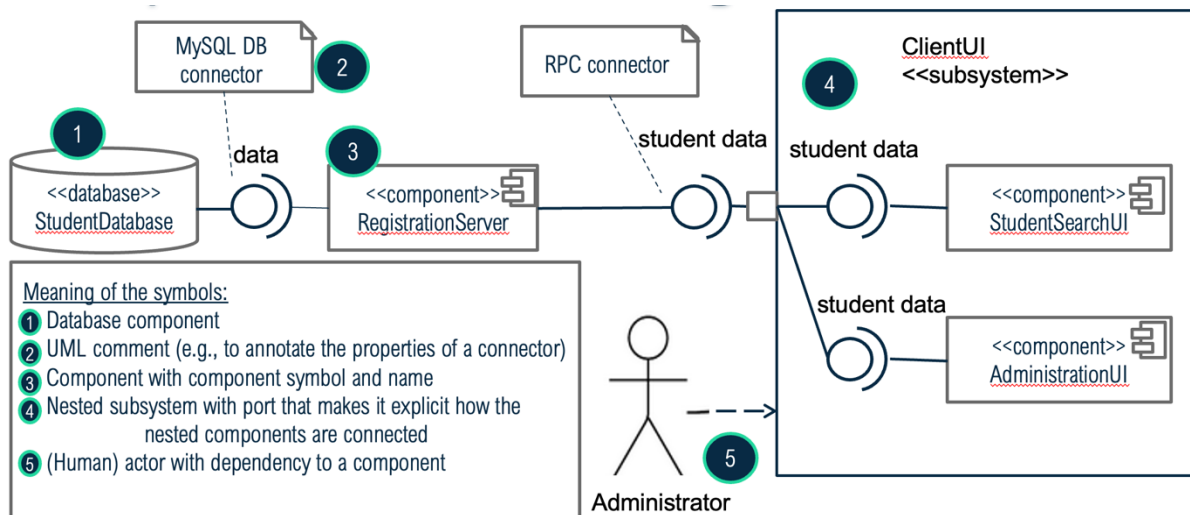 MySQL DB
connector
2
RPC connector
ClientUI
<<subsystem>>
4
1
data
3
student data
student data
<<database>>
StudentDatabase
<<component>>
RegistrationServer
<<component>>
StudentSearchUI
Meaning of the symbols:
1 Database component
2 UML comment (e.g., to annotate the properties of a connector)
3 Component with component symbol and name
4 Nested subsystem with port that makes it explicit how the
nested components are connected
5 (Human) actor with dependency to a component
student data
<<component>>
AdministrationUI
5
Administrator